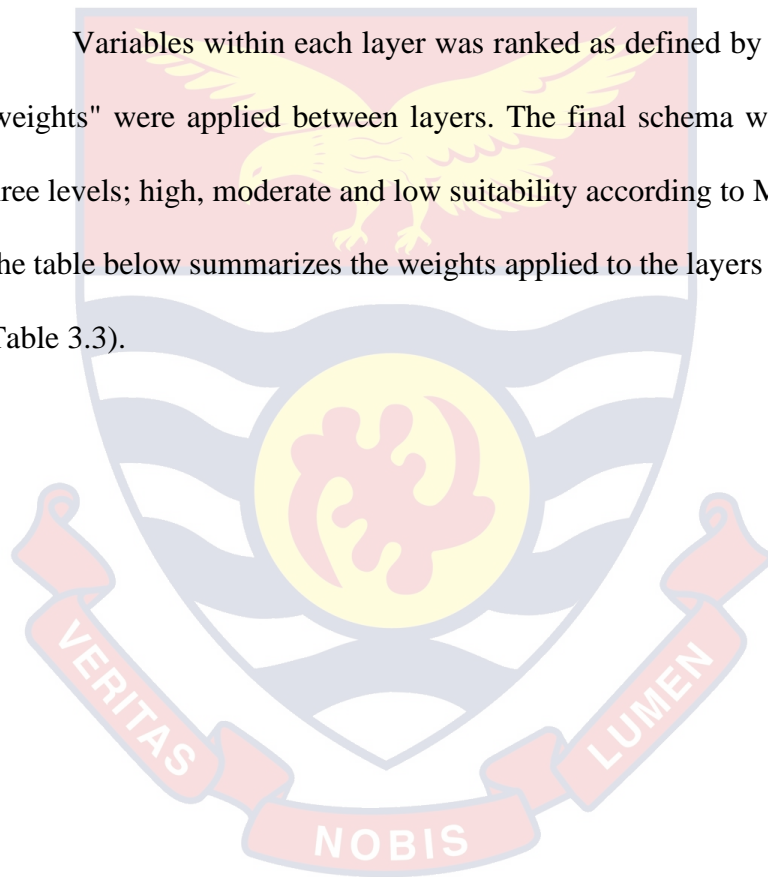 Variables within each layer was ranked as defined by
weights" were applied between layers. The final schema w
ree levels; high, moderate and low suitability according to M
he table below summarizes the weights applied to the layers
Table 3.3).
VERITAS
NOBIS
LUMEN